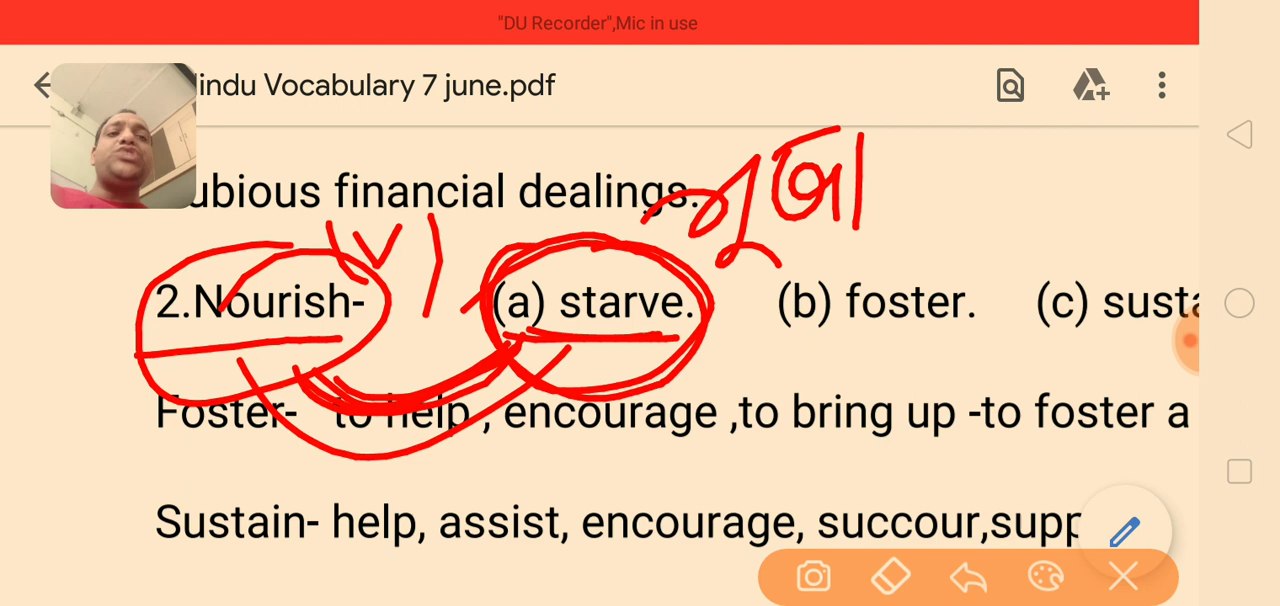 "DU Recorder",Mic in use
indu Vocabulary 7 june.pdf
ubious financial dealings.
(v)
2.Nourish- (a) starve. (b) foster. (c) susta
Foster- to help, encourage ,to bring up -to foster a
Sustain- help, assist, encourage, succour,supp